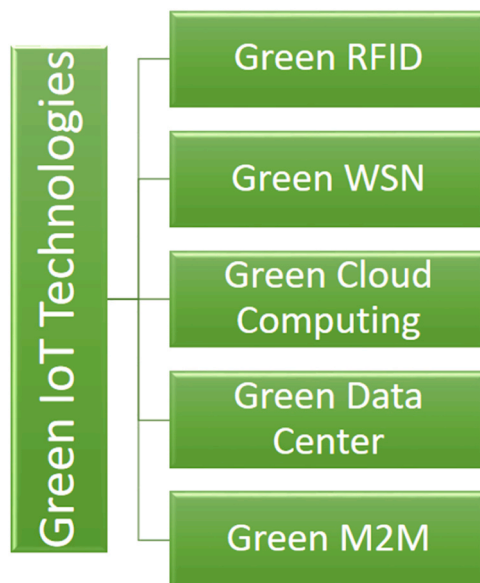 Green IoT Technologies
Green RFID
Green WSN
Green Cloud
Computing
Green Data
Center
Green M2M